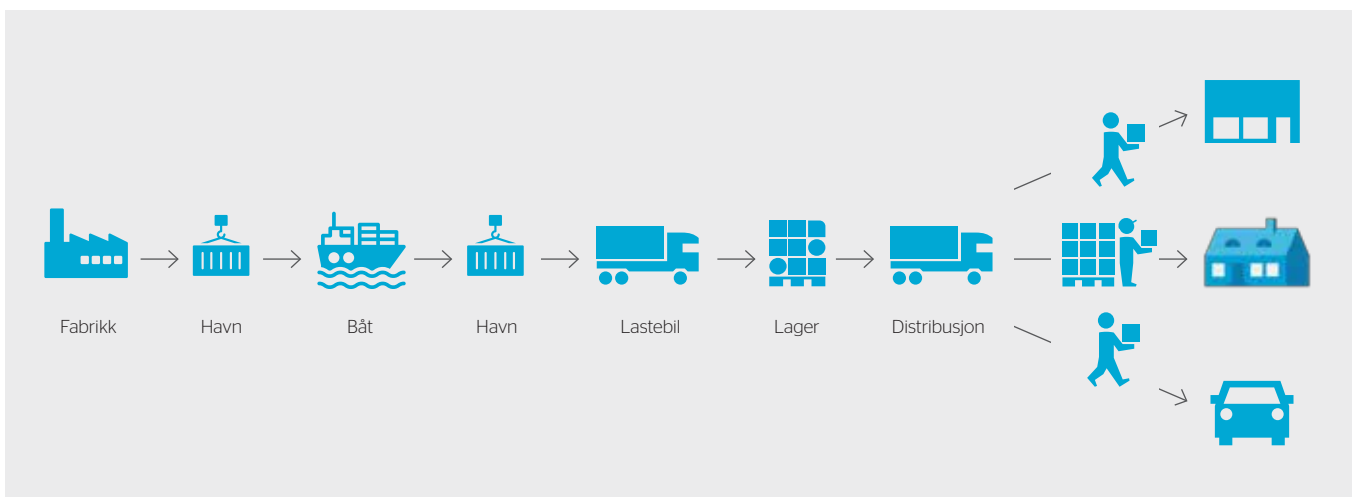 Fabrikk
Havn
Båt
Havn
Lastebil
Lager
Distribusjon